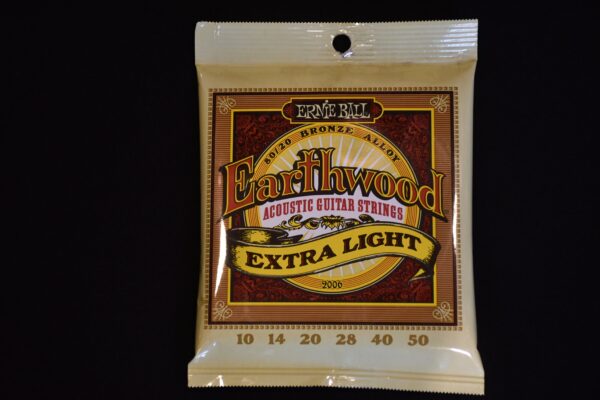 ERNIE BALL
80/20 BRONZE ALLOY
Earthwood
ACOUSTIC GUITAR STRINGS
EXTRA LIGHT
2006
10 14 20 28 40 50